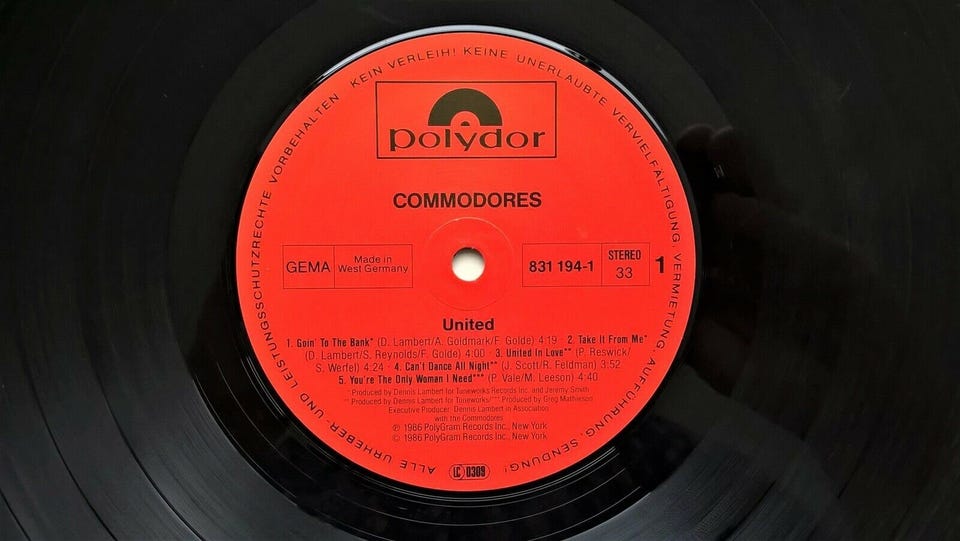 ALLE URHEBER- UND LEISTUNGSSCHUTZRECHTE VORBEHALTEN KEIN VERLEIH! KEINE UNERLAUBTE VERVIELFÄLTIGUNG, VERMIETUNG, AUFFÜHRUNG, SENDUNG!
polydor
COMMODORES
GEMA
Made in
West Germany
831 194-1
STEREO
33
1
United
1. Goin' To The Bank* (D. Lambert/A. Goldmark/F. Golde) 4:19 · 2. Take It From Me*
(D. Lambert/S. Reynolds/F. Golde) 4:00 · 3. United In Love** (P. Reswick/
S. Werfel) 4:24 · 4. Can't Dance All Night** (J. Scott/R. Feldman) 3:52
5. You're The Only Woman I Need*** (P. Vale/M. Leeson) 4:40
* Produced by Dennis Lambert for Tuneworks Records Inc. and Jeremy Smith
** Produced by Dennis Lambert for Tuneworks/*** Produced by Greg Mathieson
Executive Producer: Dennis Lambert in Association
with the Commodores
℗ 1986 PolyGram Records Inc., New York
© 1986 PolyGram Records Inc., New York
LC 0309